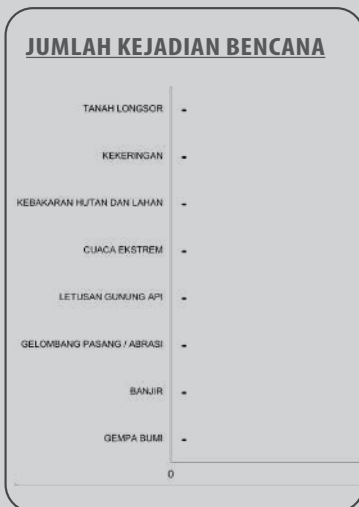 JUMLAH KEJADIAN BENCANA
TANAH LONGSOR -
KEKERINGAN -
KEBAKARAN HUTAN DAN LAHAN -
CUACA EKSTREM -
LETUSAN GUNUNG API -
GELOMBANG PASANG / ABRASI -
BANJIR -
GEMPA BUMI -
0